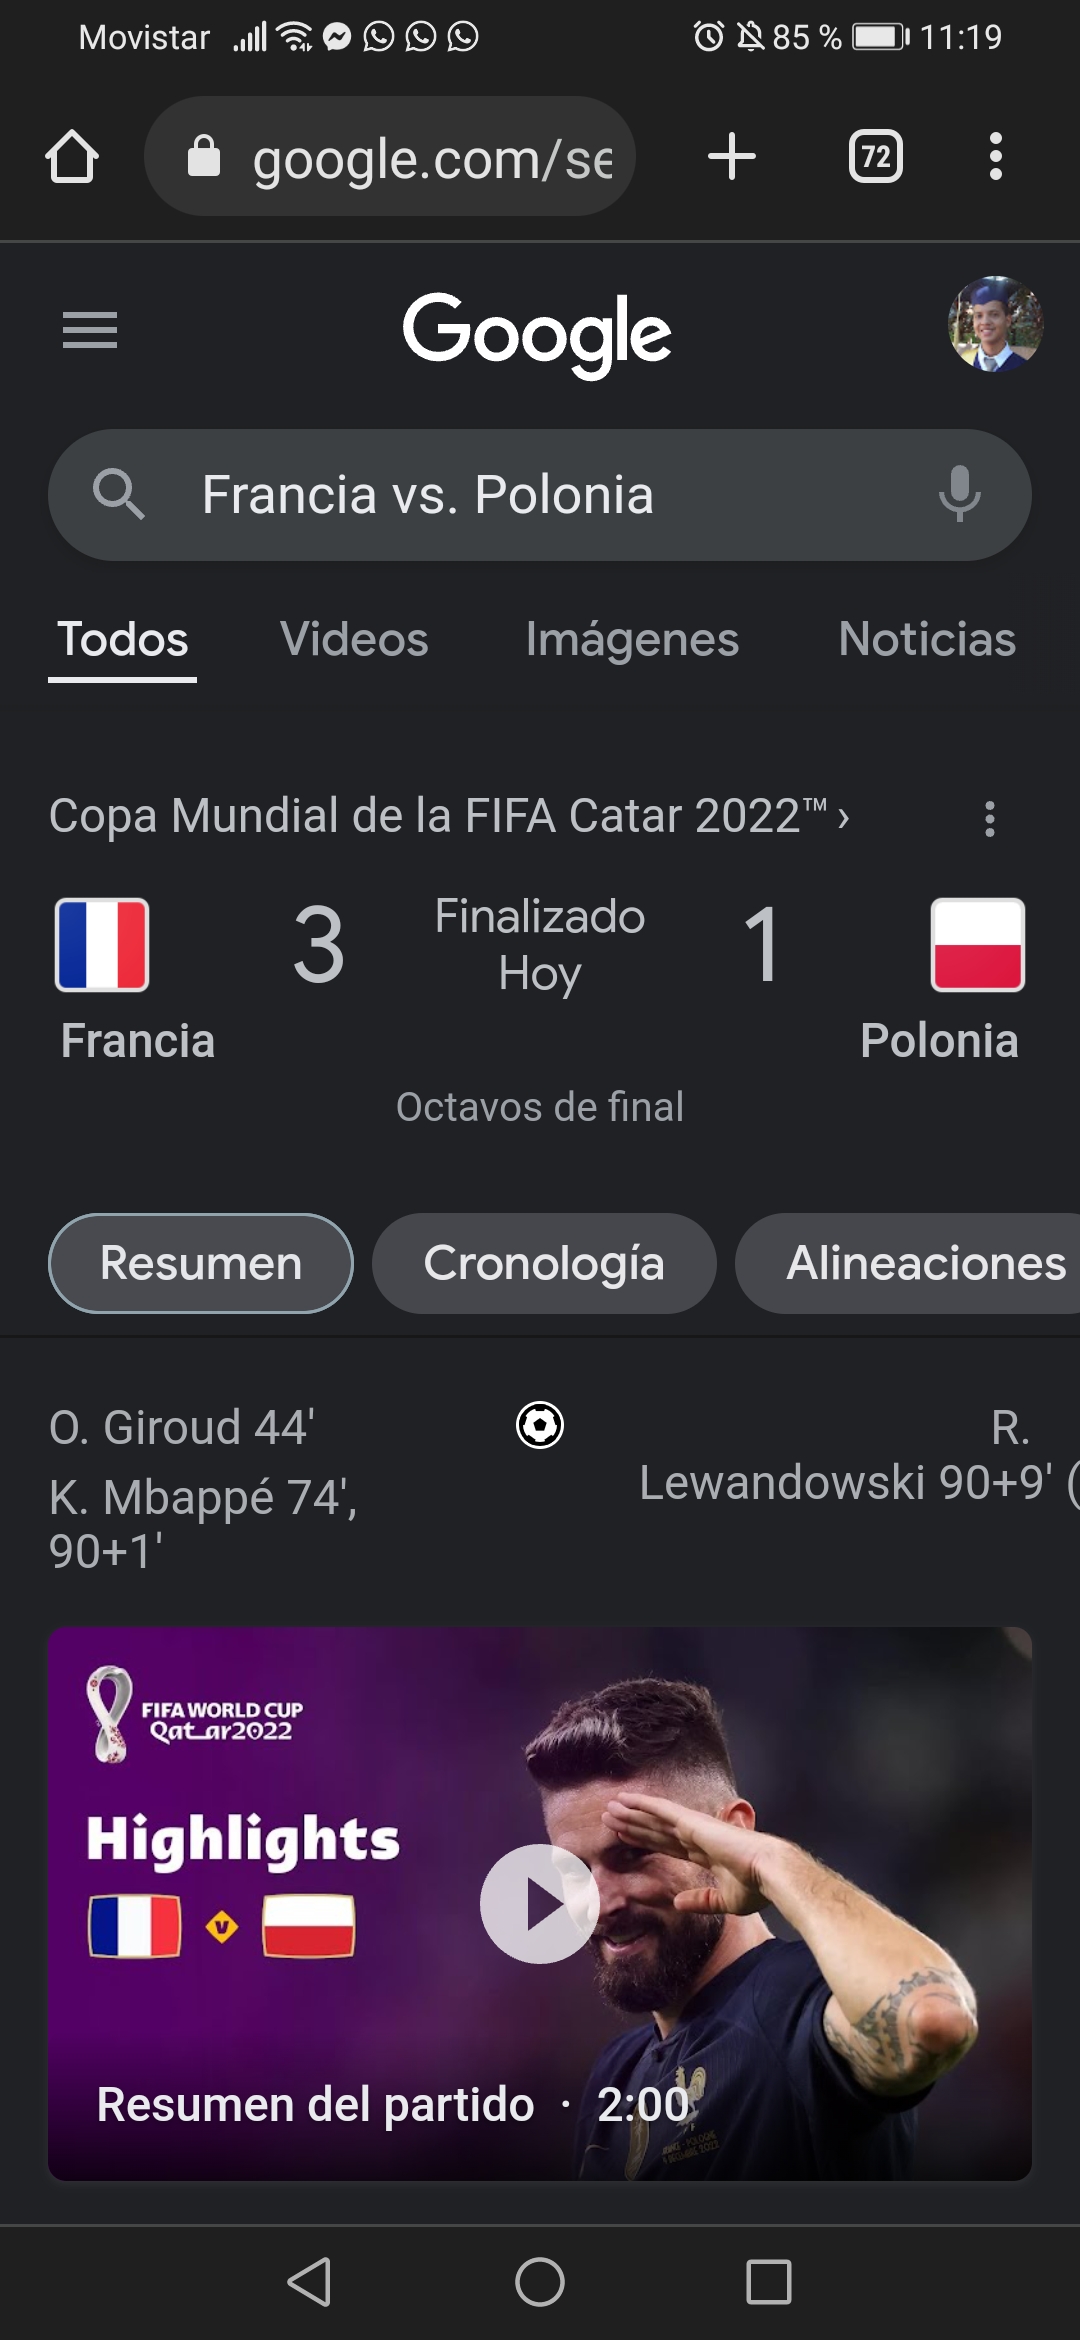 Movistar 85 % 11:19
google.com/se
72
Google
Francia vs. Polonia
Todos Videos Imágenes Noticias
Copa Mundial de la FIFA Catar 2022™ ›
3 Finalizado 1
Hoy
Francia Polonia
Octavos de final
Resumen Cronología Alineaciones
O. Giroud 44'
K. Mbappé 74',
90+1'
R.
Lewandowski 90+9' (
FIFA WORLD CUP
Qatar2022
Highlights
V
Resumen del partido · 2:00